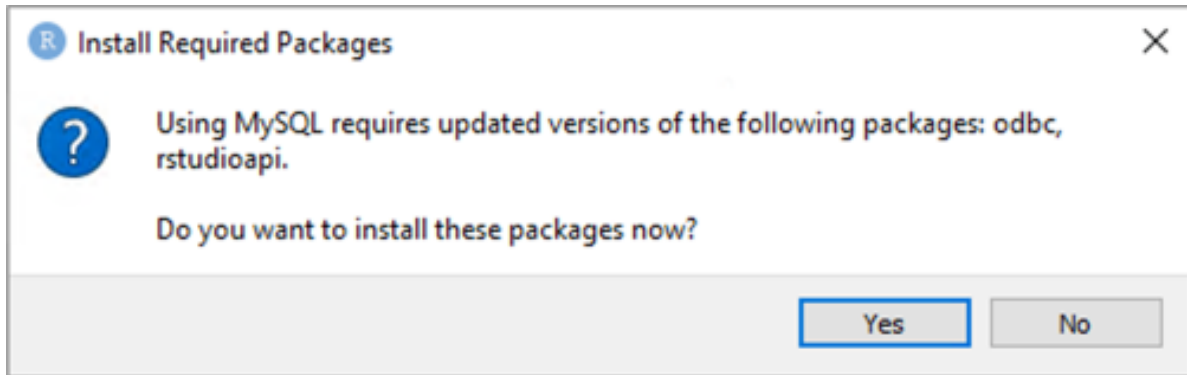 R Install Required Packages
? Using MySQL requires updated versions of the following packages: odbc,
rstudioapi.
Do you want to install these packages now?
Yes No